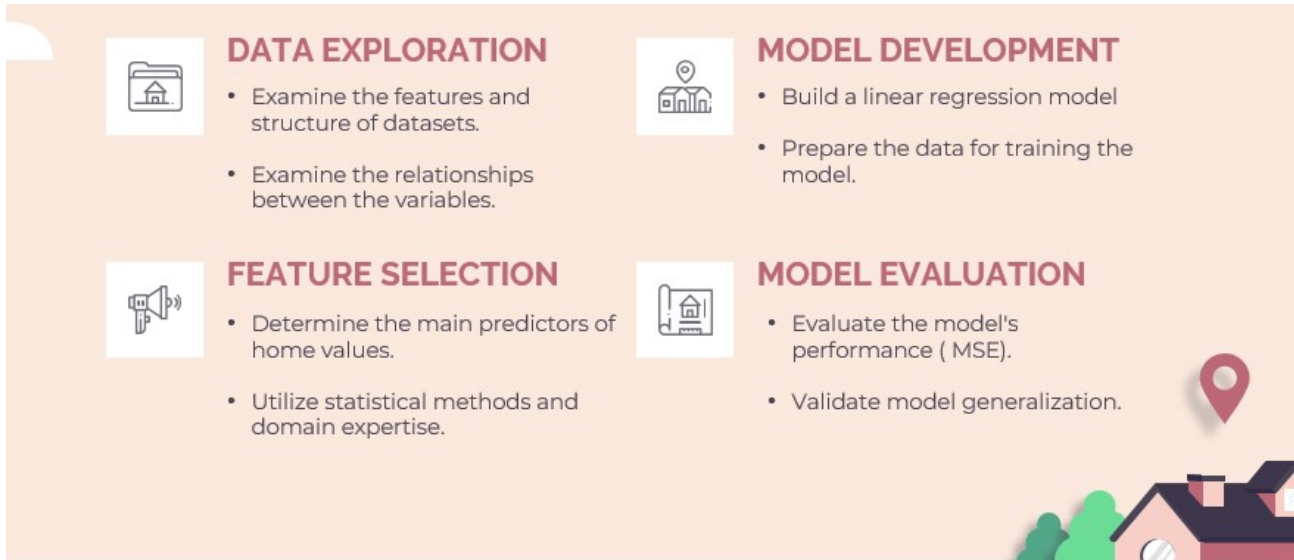 DATA EXPLORATION
• Examine the features and
structure of datasets.
• Examine the relationships
between the variables.
FEATURE SELECTION
• Determine the main predictors of
home values.
• Utilize statistical methods and
domain expertise.
MODEL DEVELOPMENT
• Build a linear regression model
• Prepare the data for training the
model.
MODEL EVALUATION
• Evaluate the model's
performance ( MSE).
• Validate model generalization.